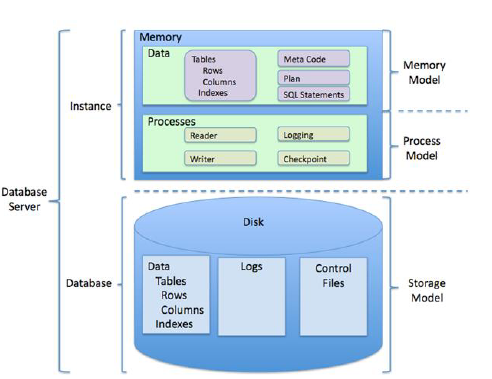 Memory
Data
Tables
Rows
Columns
Indexes
Meta Code
Plan
SQL Statements
Memory
Model
Instance
Processes
Reader
Logging
Writer
Checkpoint
Process
Model
Database
Server
Disk
Database
Data
Tables
Rows
Columns
Indexes
Logs
Control
Files
Storage
Model